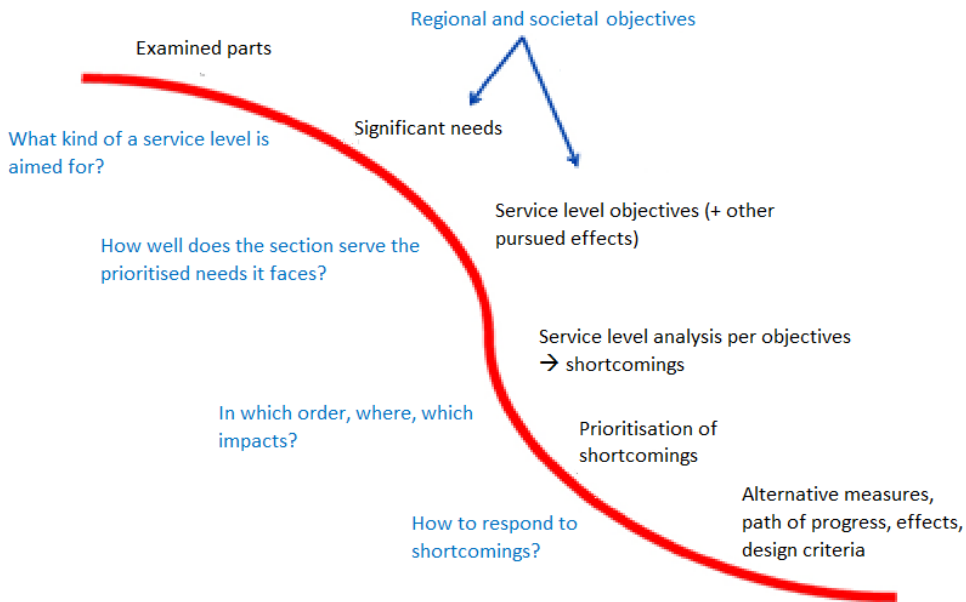 Regional and societal objectives
Examined parts
Significant needs
What kind of a service level is
aimed for?
Service level objectives (+ other
pursued effects)
How well does the section serve the
prioritised needs it faces?
Service level analysis per objectives
→ shortcomings
In which order, where, which
impacts?
Prioritisation of
shortcomings
Alternative measures,
path of progress, effects,
design criteria
How to respond to
shortcomings?